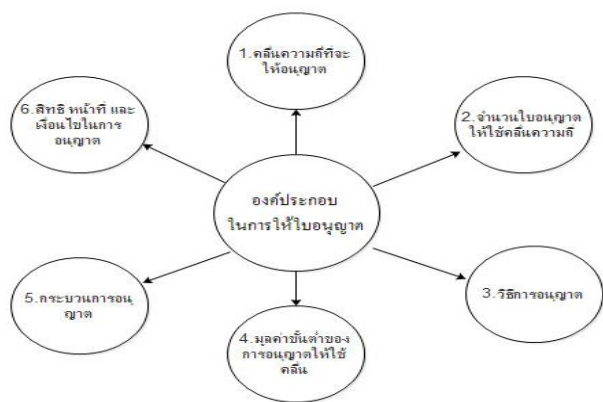 1.คลื่นความถี่ที่จะ
ให้อนุญาต
2.จำนวนใบอนุญาต
ให้ใช้คลื่นความถี่
3.วิธีการอนุญาต
4.มูลค่าขั้นต่ำของ
การอนุญาตให้ใช้
คลื่น
5.กระบวนการอนุ
ญาต
6.สิทธิ หน้าที่ และ
เงื่อนไขในการ
อนุญาต
องค์ประกอบ
ในการให้ใบอนุญาต